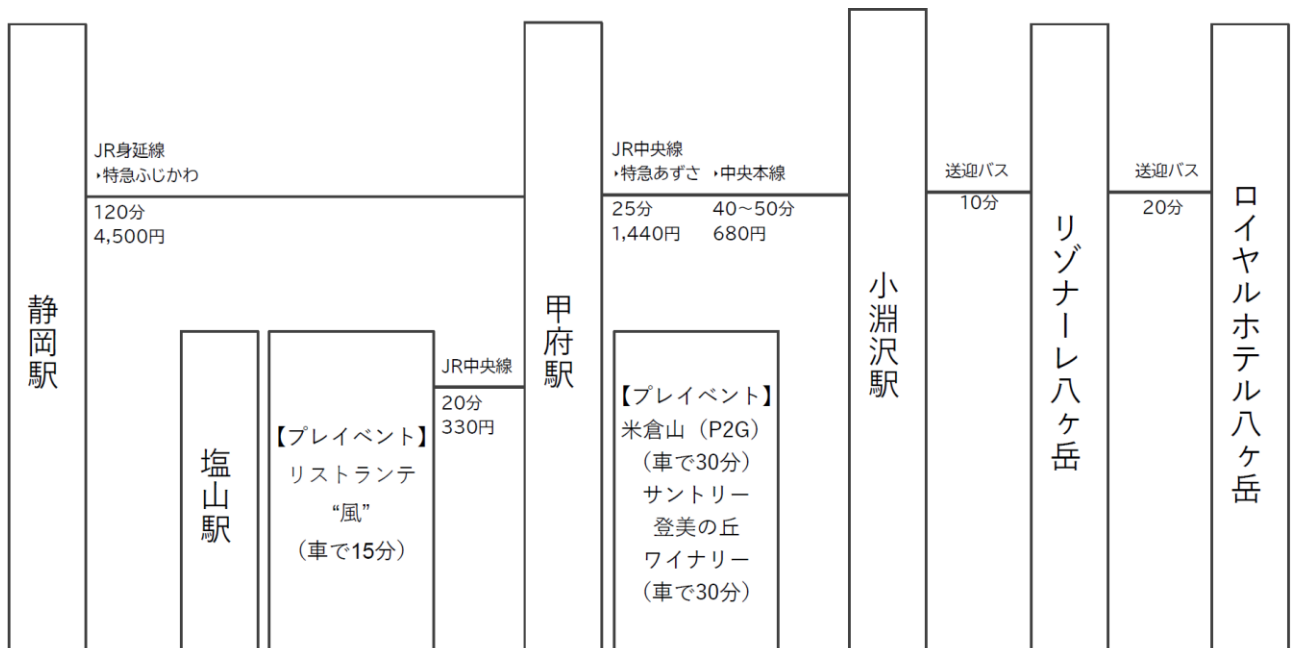 静岡駅
JR身延線
▸特急ふじかわ
120分
4,500円
塩山駅
【プレイベント】
リストランテ
“風”
（車で15分）
JR中央線
20分
330円
甲府駅
JR中央線
▸特急あずさ ▸中央本線
25分 40～50分
1,440円 680円
【プレイベント】
米倉山（P2G）
（車で30分）
サントリー
登美の丘
ワイナリー
（車で30分）
小淵沢駅
送迎バス
10分
リゾナーレ八ヶ岳
送迎バス
20分
ロイヤルホテル八ヶ岳